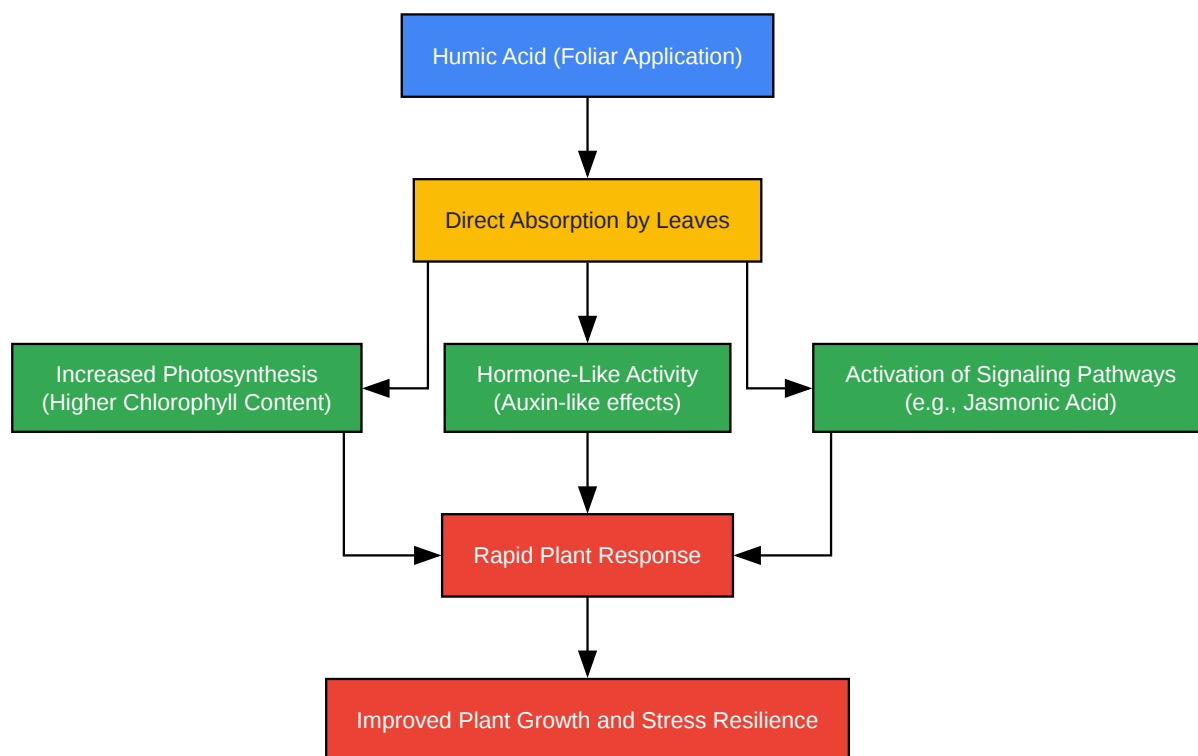 Humic Acid (Foliar Application)
Direct Absorption by Leaves
Increased Photosynthesis
(Higher Chlorophyll Content)
Hormone-Like Activity
(Auxin-like effects)
Activation of Signaling Pathways
(e.g., Jasmonic Acid)
Rapid Plant Response
Improved Plant Growth and Stress Resilience